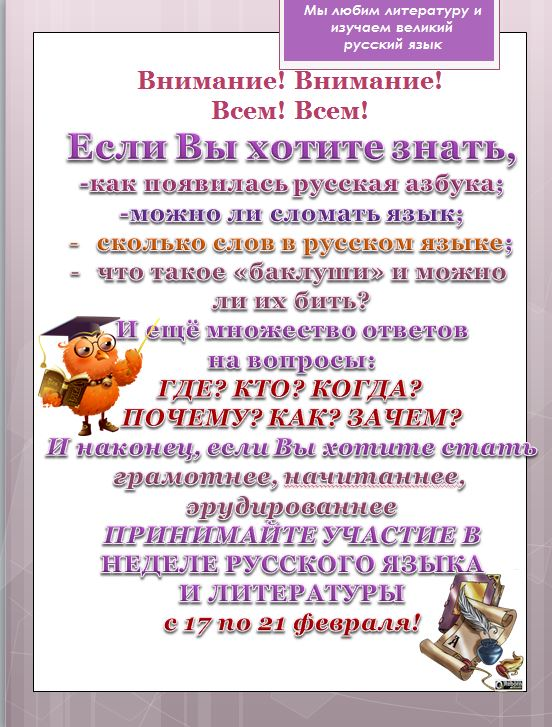 Мы любим литературу и
изучаем великий
русский язык
Внимание! Внимание!
Всем! Всем!
Если Вы хотите знать,
-как появилась русская азбука;
-можно ли сломать язык;
- сколько слов в русском языке;
- что такое «баклуши» и можно
ли их бить?
И ещё множество ответов
на вопросы:
ГДЕ? КТО? КОГДА?
ПОЧЕМУ? КАК? ЗАЧЕМ?
И наконец, если Вы хотите стать
грамотнее, начитаннее,
эрудированнее
ПРИНИМАЙТЕ УЧАСТИЕ В
НЕДЕЛЕ РУССКОГО ЯЗЫКА
И ЛИТЕРАТУРЫ
с 17 по 21 февраля!
А